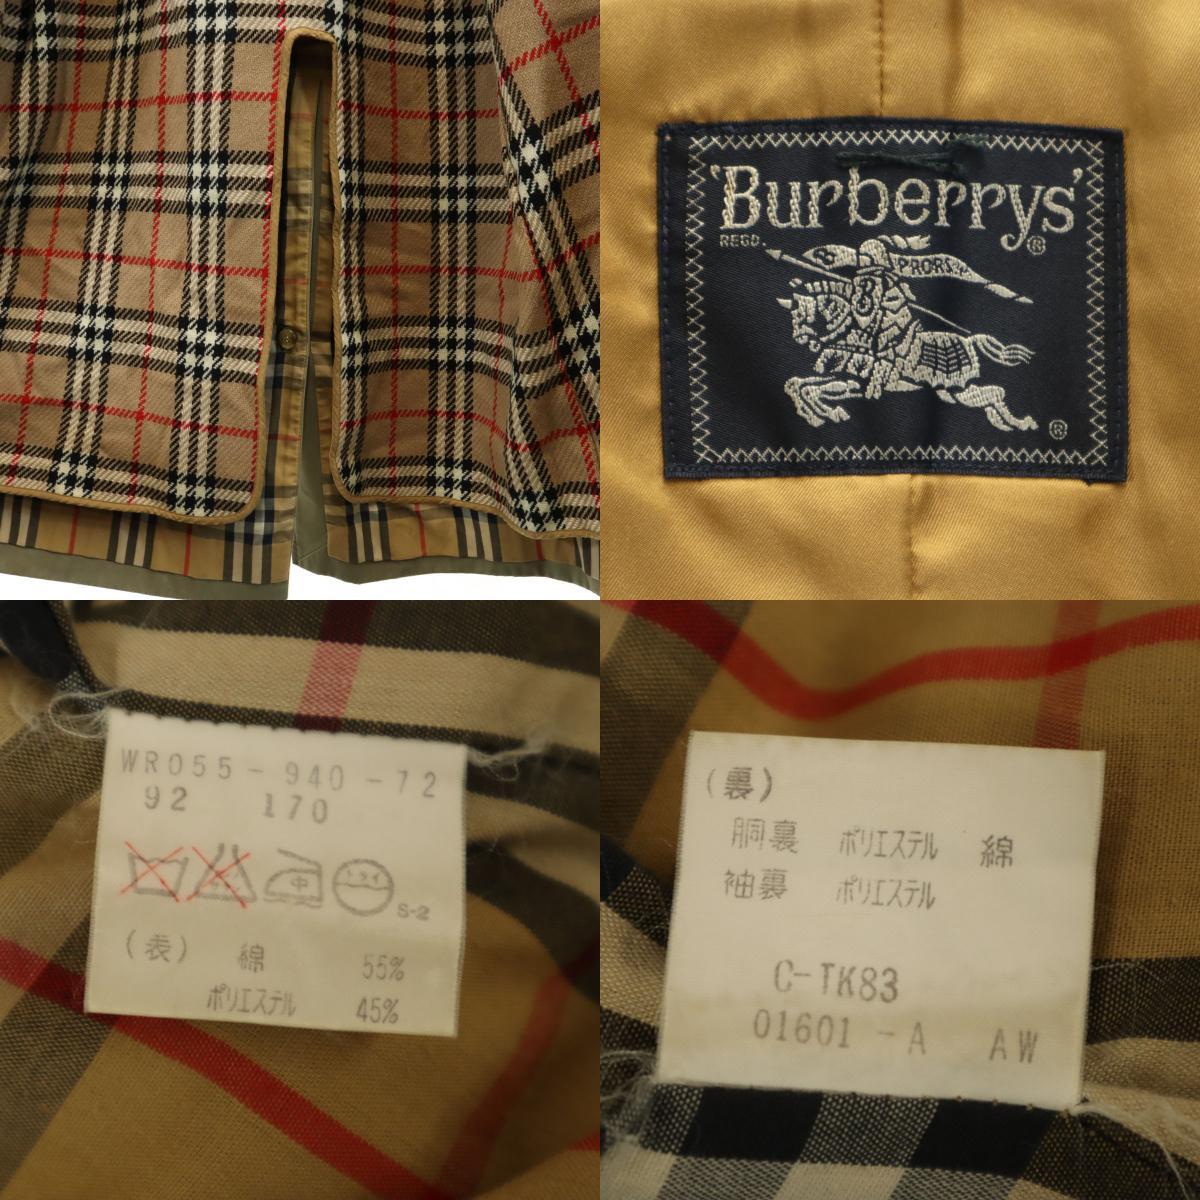 'Burberrys'
REGD.
®
PRORSVM
®
WR055-940-72
92 170
中
ドライ
S-2
(表) 綿 55%
ポリエステル 45%
(裏)
胴裏 ポリエステル 綿
袖裏 ポリエステル
C-TK83
01601-A AW